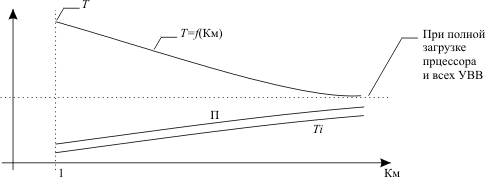 T
T=f(Км)
При полной
загрузке
прцессора
и всех УВВ
П
Ti
1
Км